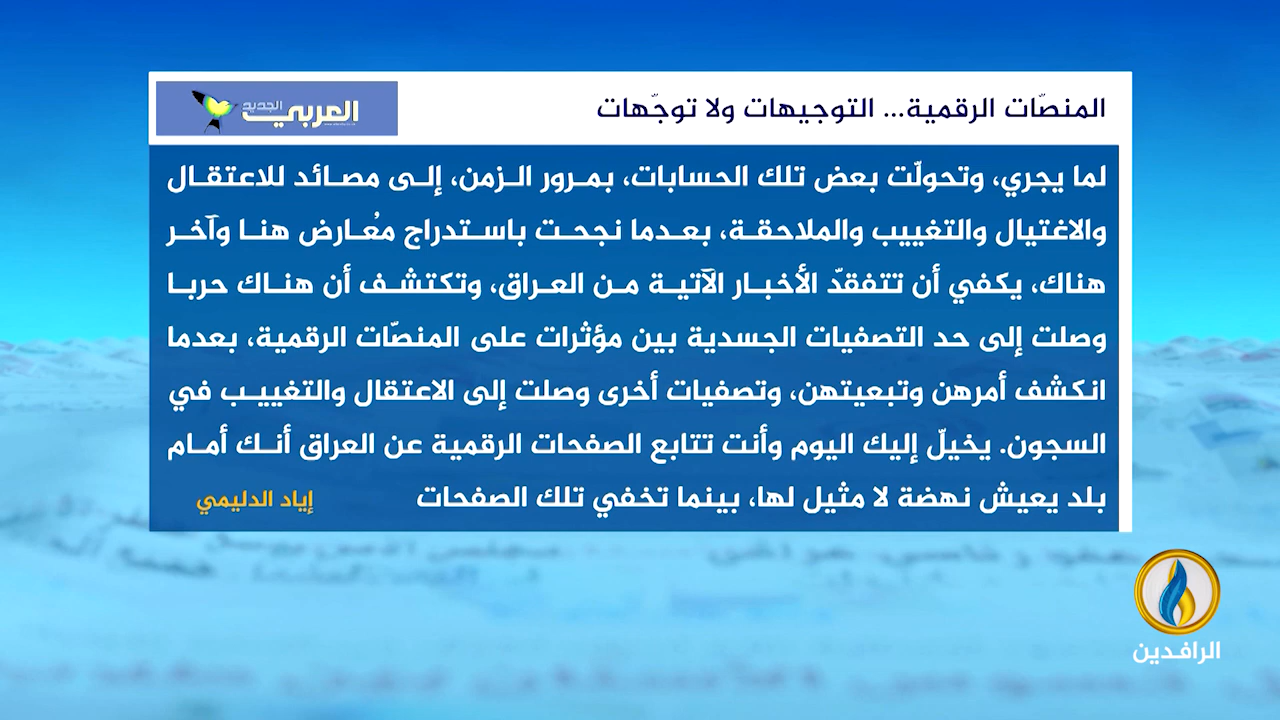 المنصّات الرقمية... التوجيهات ولا توجّهات
العربي الجديد
لما يجري، وتحولّت بعض تلك الحسابات، بمرور الزمن، إلى مصائد للاعتقال
والاغتيال والتغييب والملاحقة، بعدما نجحت باستدراج مُعارض هنا وآخر
هناك، يكفي أن تتفقدّ الأخبار الآتية من العراق، وتكتشف أن هناك حربا
وصلت إلى حد التصفيات الجسدية بين مؤثرات على المنصّات الرقمية، بعدما
انكشف أمرهن وتبعيتهن، وتصفيات أخرى وصلت إلى الاعتقال والتغييب في
السجون. يخيلّ إليك اليوم وأنت تتابع الصفحات الرقمية عن العراق أنك أمام
بلد يعيش نهضة لا مثيل لها، بينما تخفي تلك الصفحات
إياد الدليمي
الرافدين